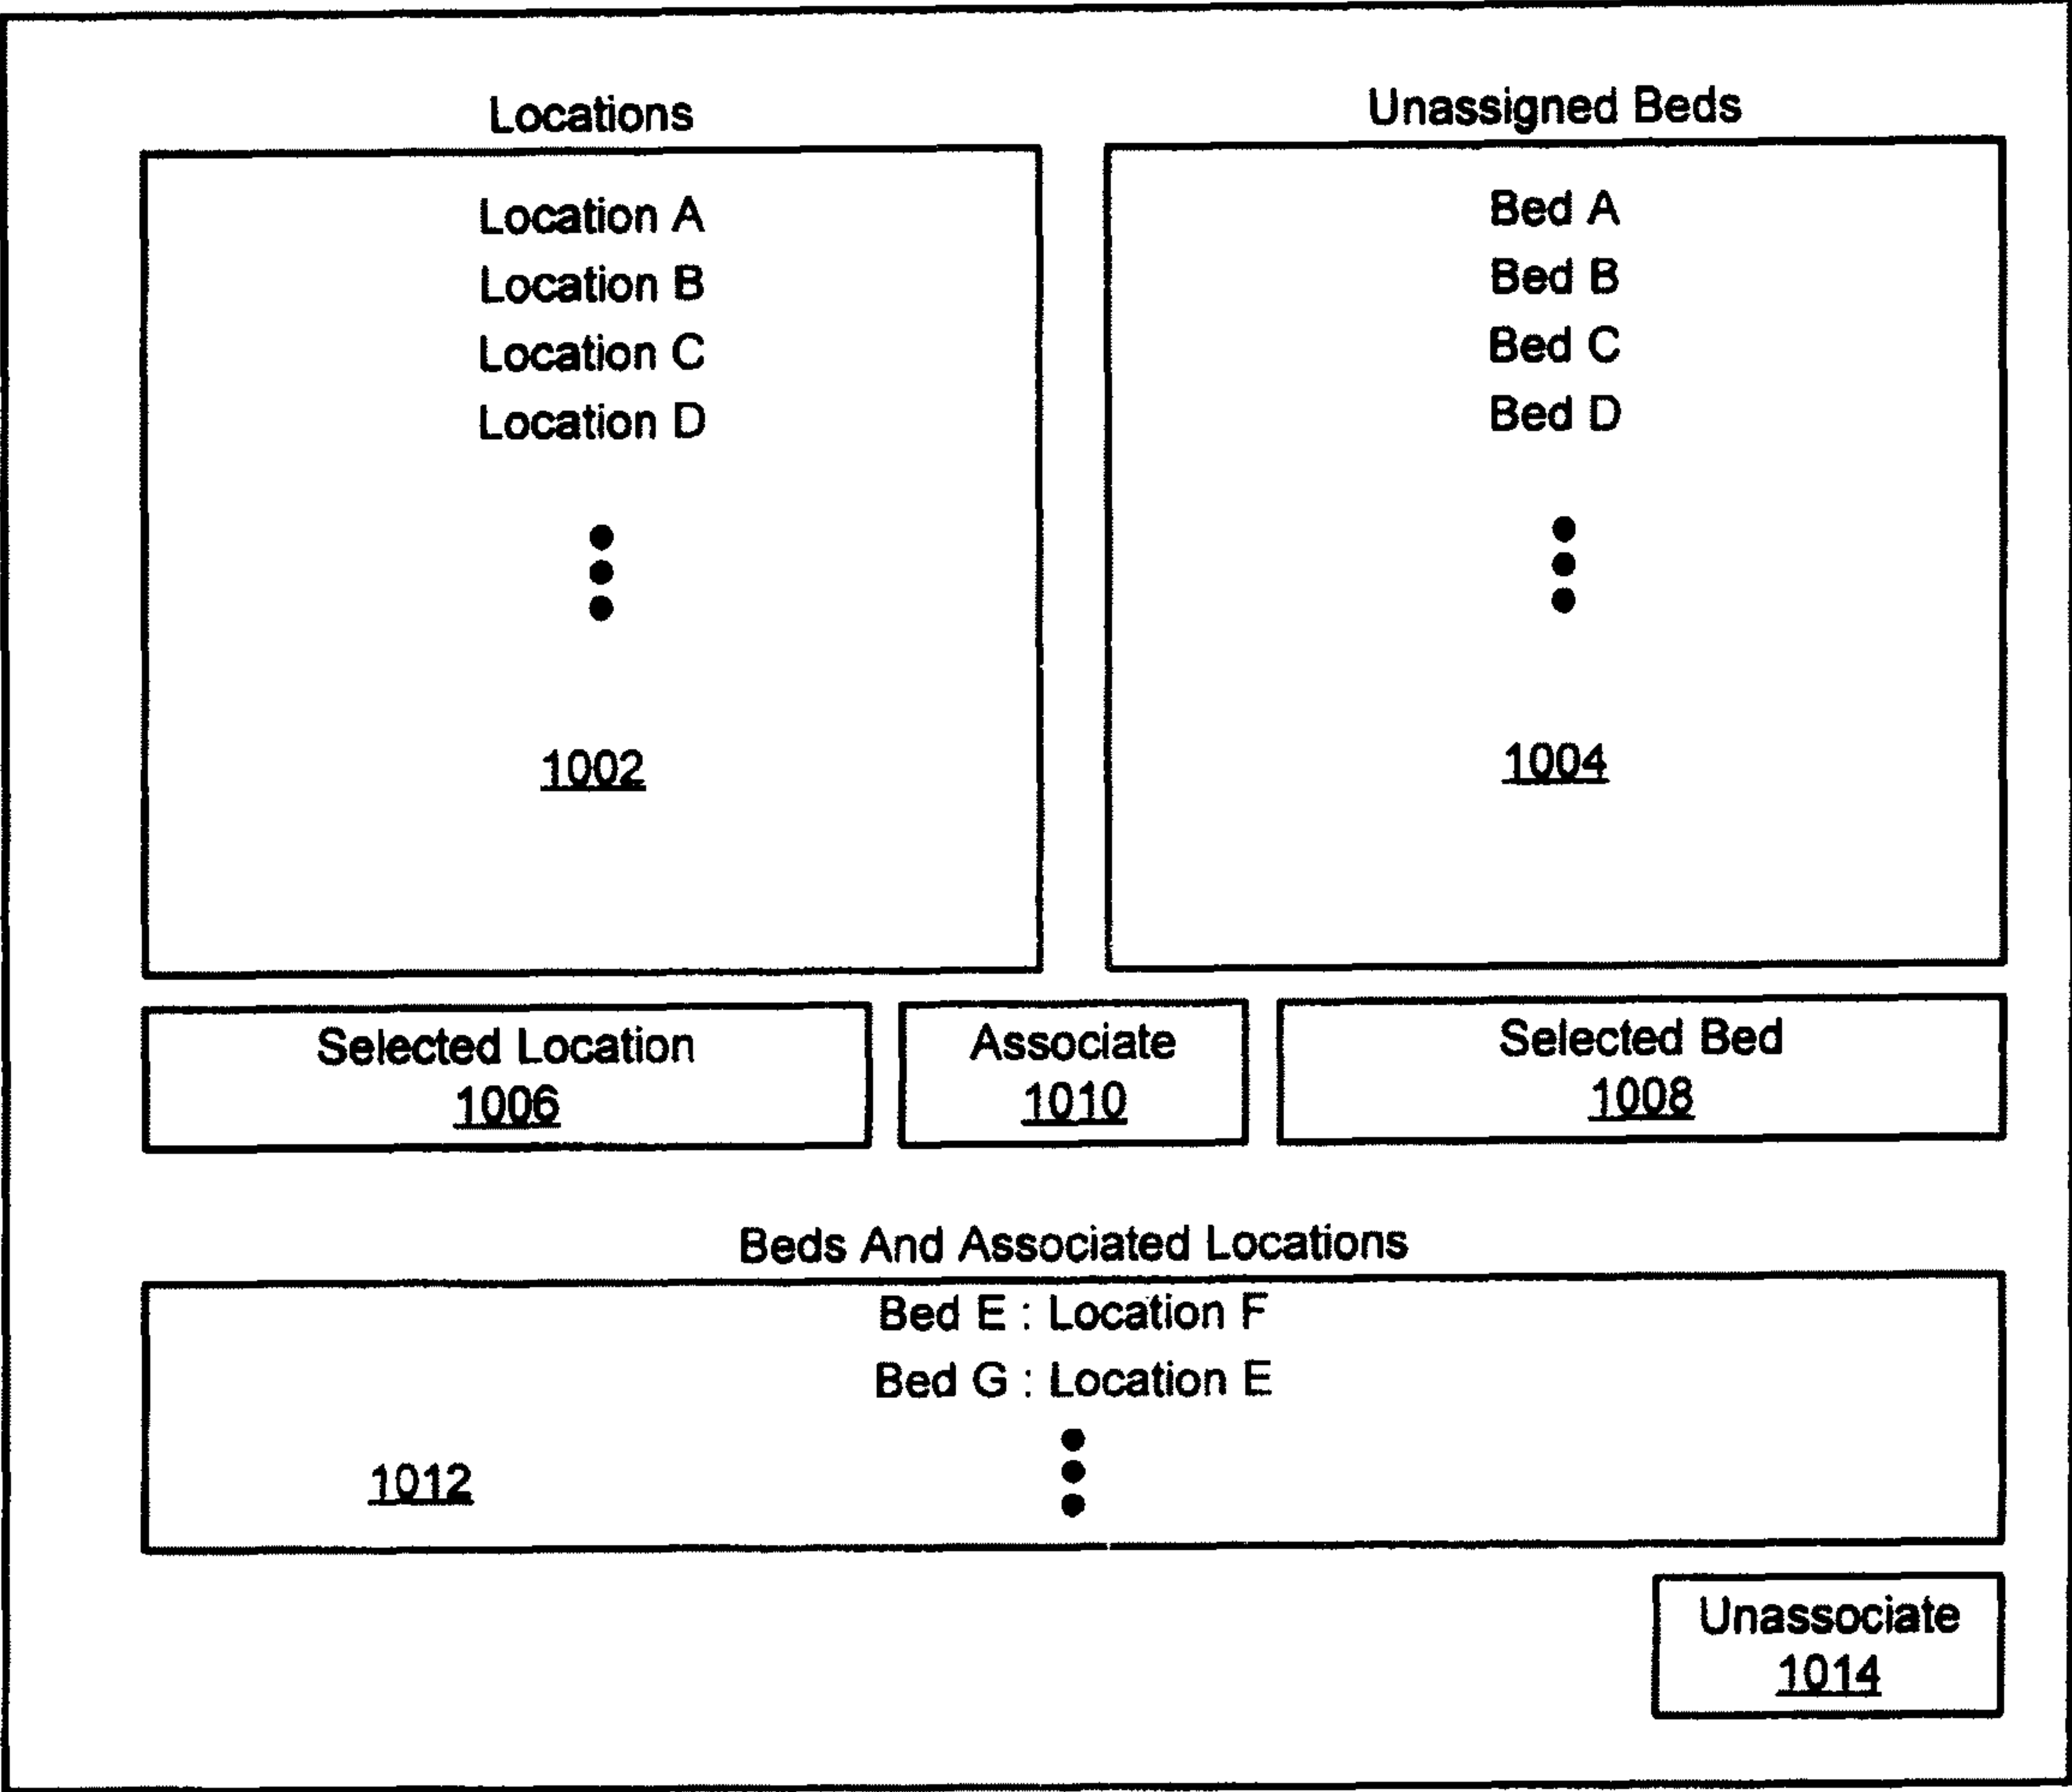 Locations
Location A
Location B
Location C
Location D
1002
Unassigned Beds
Bed A
Bed B
Bed C
Bed D
1004
Selected Location
1006
Associate
1010
Selected Bed
1008
Beds And Associated Locations
Bed E : Location F
Bed G : Location E
1012
Unassociate
1014